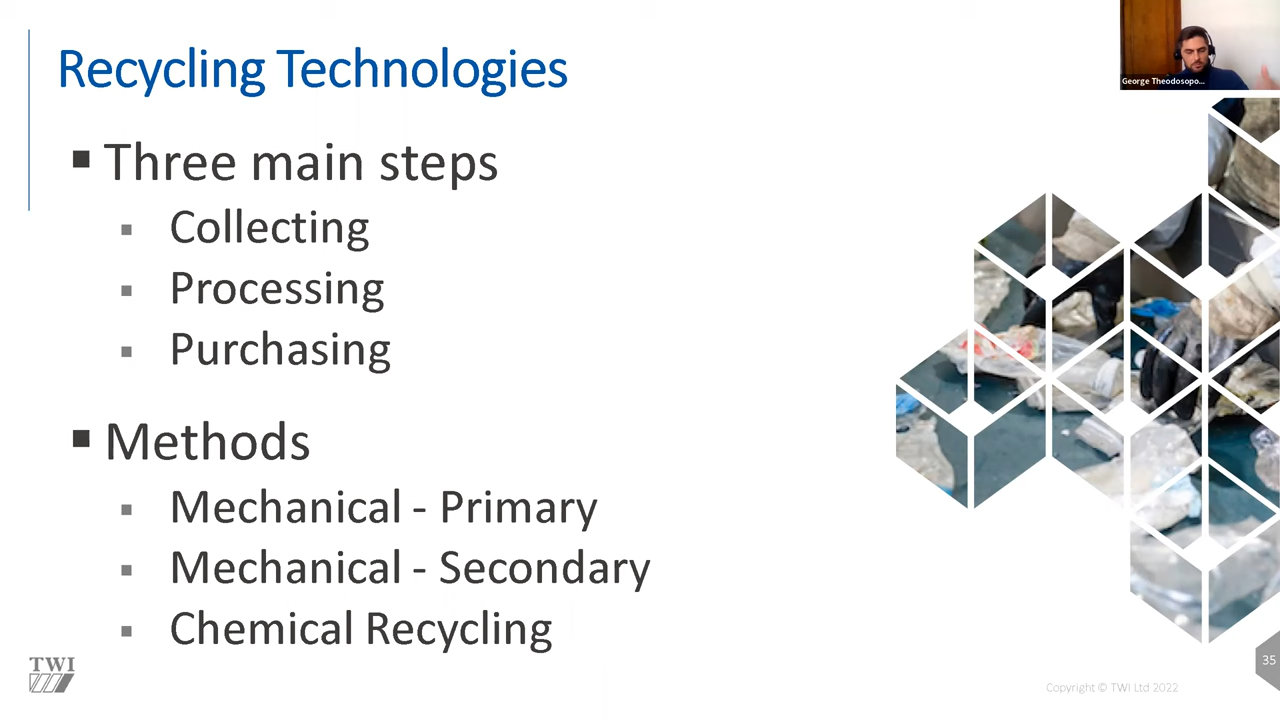 Recycling Technologies
George Theodosopo...
▪ Three main steps
▪ Collecting
▪ Processing
▪ Purchasing
▪ Methods
▪ Mechanical - Primary
▪ Mechanical - Secondary
▪ Chemical Recycling
TWI
35
Copyright © TWI Ltd 2022